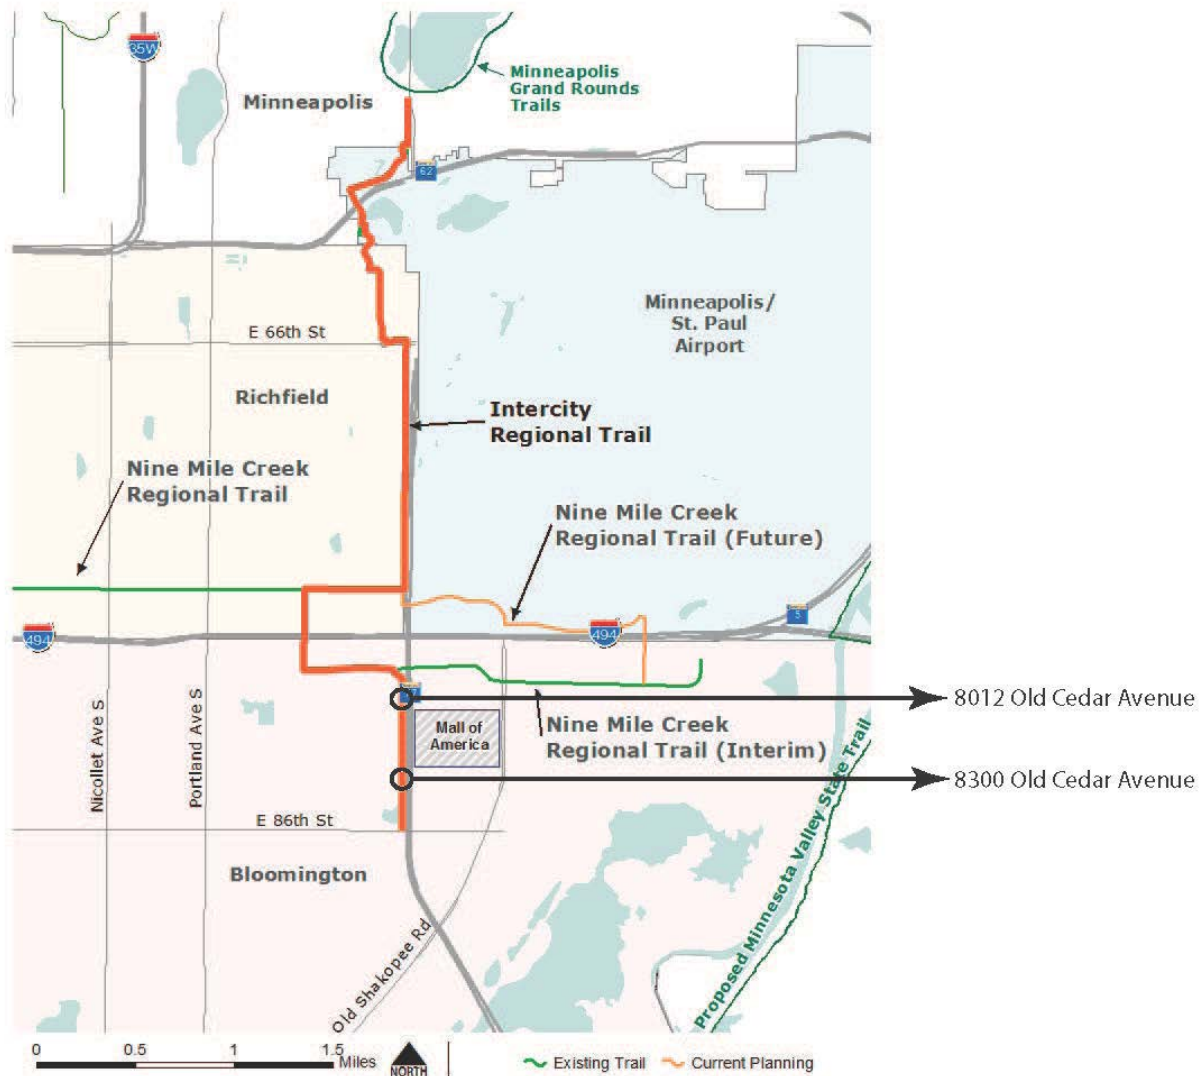 35W
Minneapolis
Grand Rounds
Trails
Minneapolis
62
Minneapolis/
St. Paul
Airport
E 66th St
Richfield
Intercity
Regional Trail
Nine Mile Creek
Regional Trail
Nine Mile Creek
Regional Trail (Future)
5
494
494
8012 Old Cedar Avenue
Nicollet Ave S
Portland Ave S
Mall of
America
Nine Mile Creek
Regional Trail (Interim)
8300 Old Cedar Avenue
E 86th St
Bloomington
Old Shakopee Rd
Proposed Minnesota Valley State Trail
0 0.5 1 1.5 Miles
NORTH
Existing Trail
Current Planning